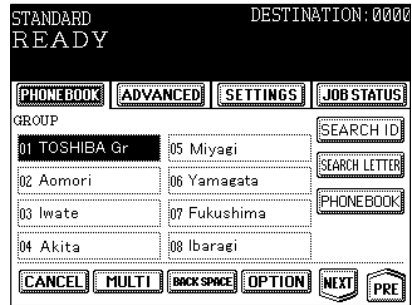 STANDARD DESTINATION:0000
READY
PHONEBOOK ADVANCED SETTINGS JOB STATUS
GROUP
01 TOSHIBA Gr
02 Aomori
03 Iwate
04 Akita
05 Miyagi
06 Yamagata
07 Fukushima
08 Ibaragi
SEARCH ID
SEARCH LETTER
PHONEBOOK
CANCEL MULTI BACK SPACE OPTION NEXT PRE